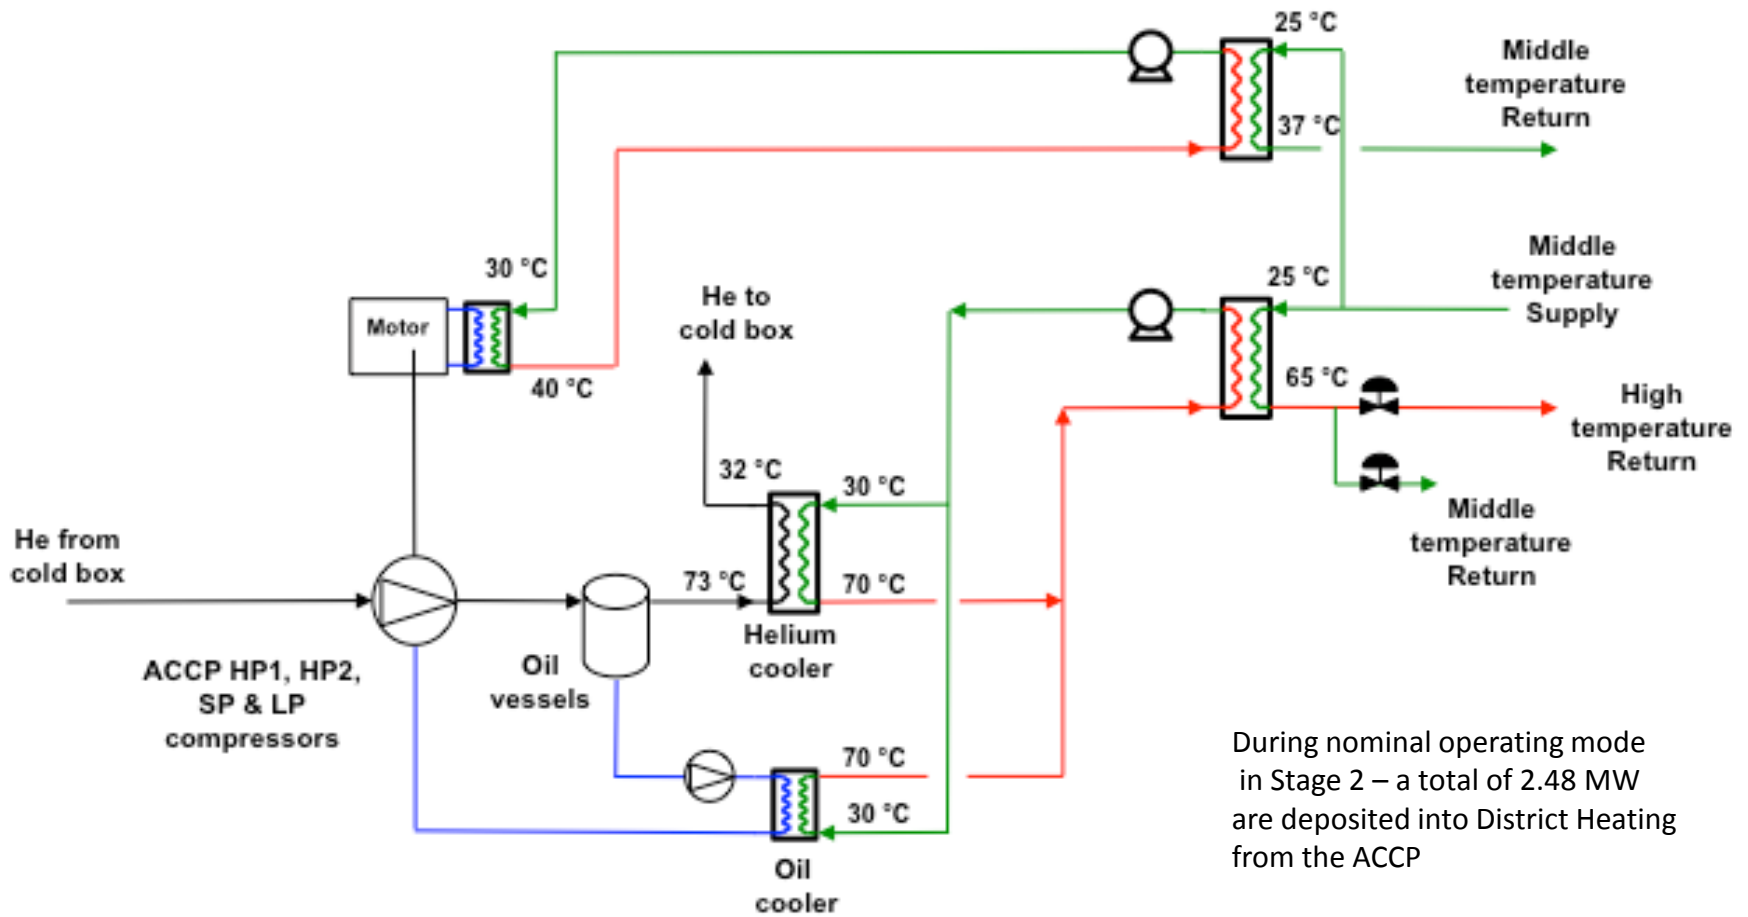 25 °C
Middle
temperature
Return
37 °C
30 °C
Motor
40 °C
He to
cold box
25 °C
Middle
temperature
Supply
65 °C
High
temperature
Return
32 °C
30 °C
Middle
temperature
Return
He from
cold box
73 °C
70 °C
Helium
cooler
ACCP HP1, HP2,
SP & LP
compressors
Oil
vessels
70 °C
30 °C
Oil
cooler
During nominal operating mode
in Stage 2 – a total of 2.48 MW
are deposited into District Heating
from the ACCP